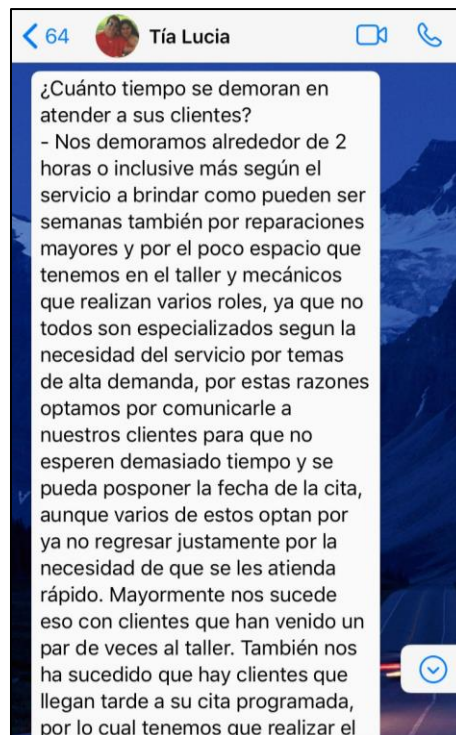 64
Tía Lucia
¿Cuánto tiempo se demoran en
atender a sus clientes?
- Nos demoramos alrededor de 2
horas o inclusive más según el
servicio a brindar como pueden ser
semanas también por reparaciones
mayores y por el poco espacio que
tenemos en el taller y mecánicos
que realizan varios roles, ya que no
todos son especializados segun la
necesidad del servicio por temas
de alta demanda, por estas razones
optamos por comunicarle a
nuestros clientes para que no
esperen demasiado tiempo y se
pueda posponer la fecha de la cita,
aunque varios de estos optan por
ya no regresar justamente por la
necesidad de que se les atienda
rápido. Mayormente nos sucede
eso con clientes que han venido un
par de veces al taller. También nos
ha sucedido que hay clientes que
llegan tarde a su cita programada,
por lo cual tenemos que realizar el